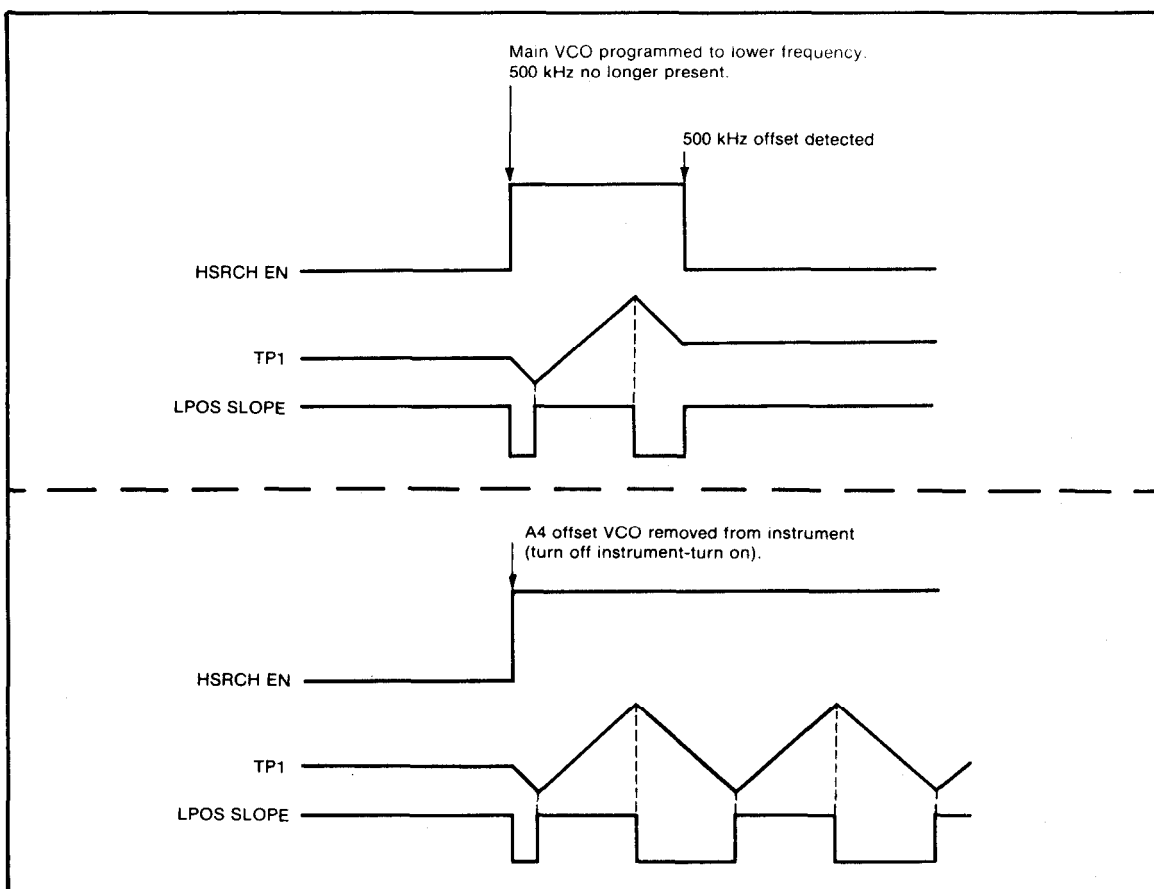 Main VCO programmed to lower frequency.
500 kHz no longer present.
500 kHz offset detected
HSRCH EN
TP1
LPOS SLOPE
A4 offset VCO removed from instrument
(turn off instrument-turn on).
HSRCH EN
TP1
LPOS SLOPE